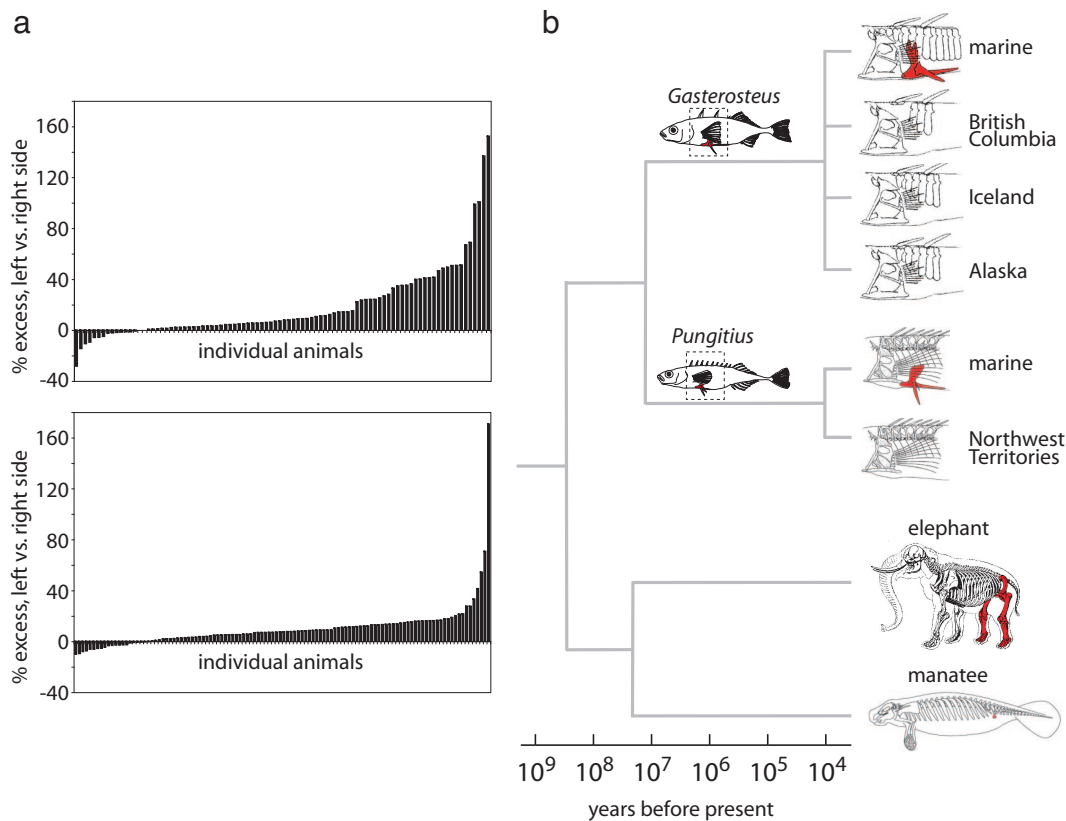 a
% excess, left vs. right side
160
120
80
40
0
-40
individual animals
% excess, left vs. right side
160
120
80
40
0
-40
individual animals
b
Gasterosteus
marine
British
Columbia
Iceland
Alaska
Pungitius
marine
Northwest
Territories
elephant
manatee
10⁹ 10⁸ 10⁷ 10⁶ 10⁵ 10⁴
years before present